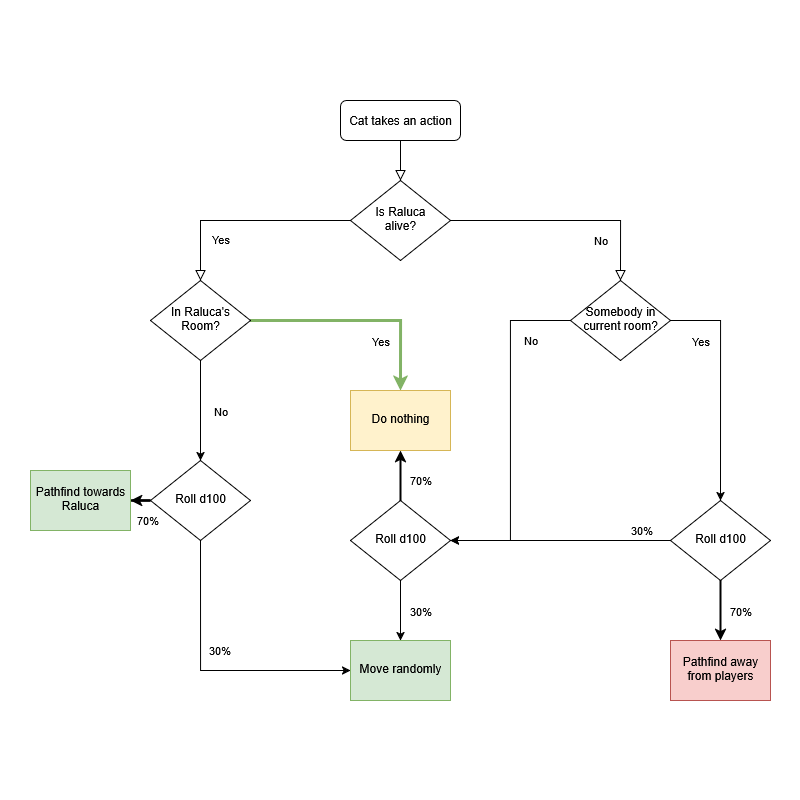 Cat takes an action
Is Raluca
alive?
Yes
No
In Raluca's
Room?
Somebody in
current room?
Yes
No
Yes
No
Do nothing
Pathfind towards
Raluca
Roll d100
70%
70%
Roll d100
30%
Roll d100
30%
70%
30%
Move randomly
Pathfind away
from players